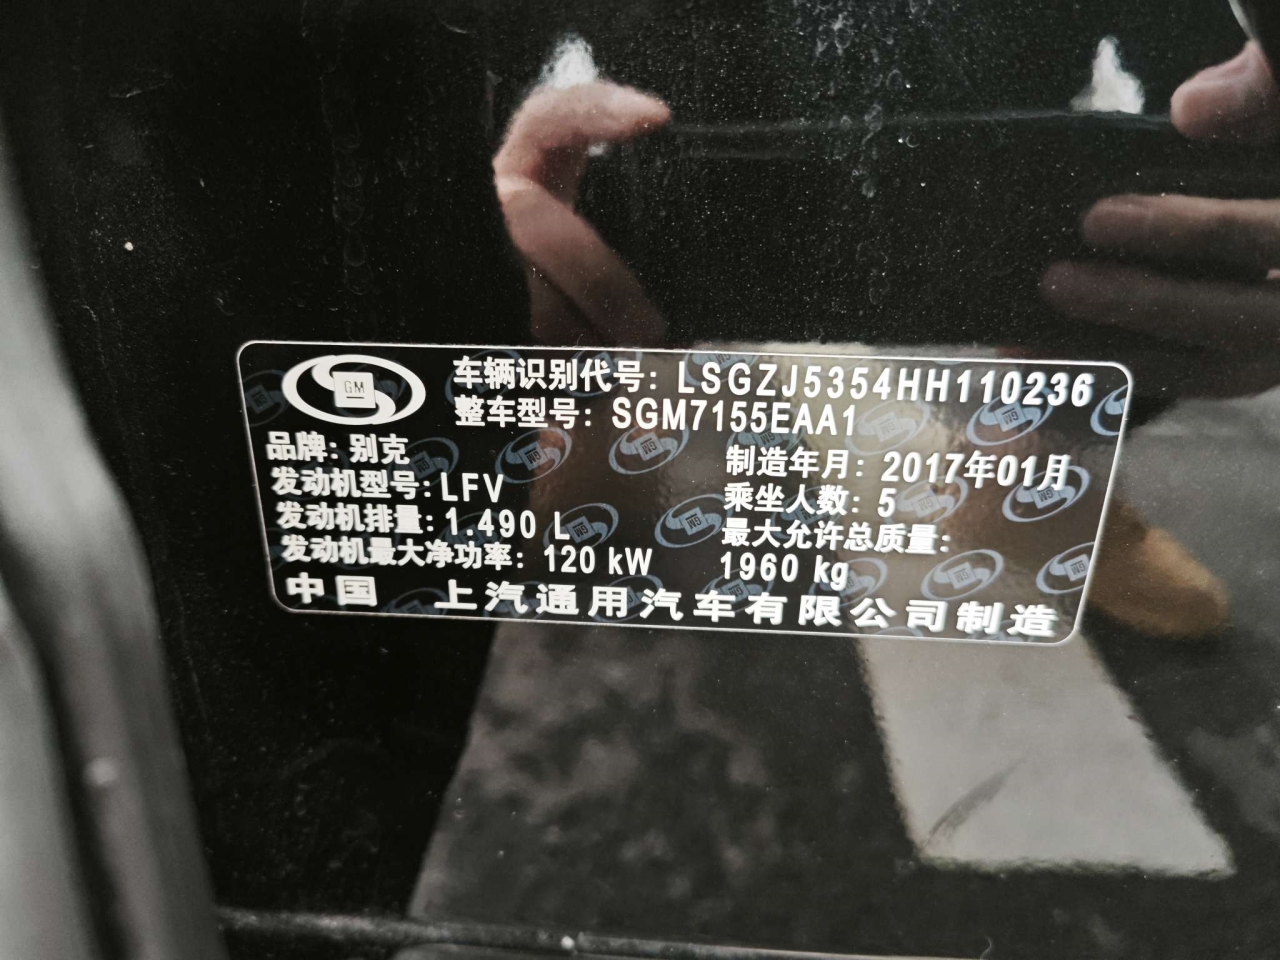 GM
车辆识别代号：LSGZJ5354HH110236
整车型号：SGM7155EAA1
品牌：别克
制造年月：2017年01月
发动机型号：LFV
乘坐人数：5
发动机排量：1.490 L
最大允许总质量：
发动机最大净功率：120 kW
1960 kg
中国 上汽通用汽车有限公司制造